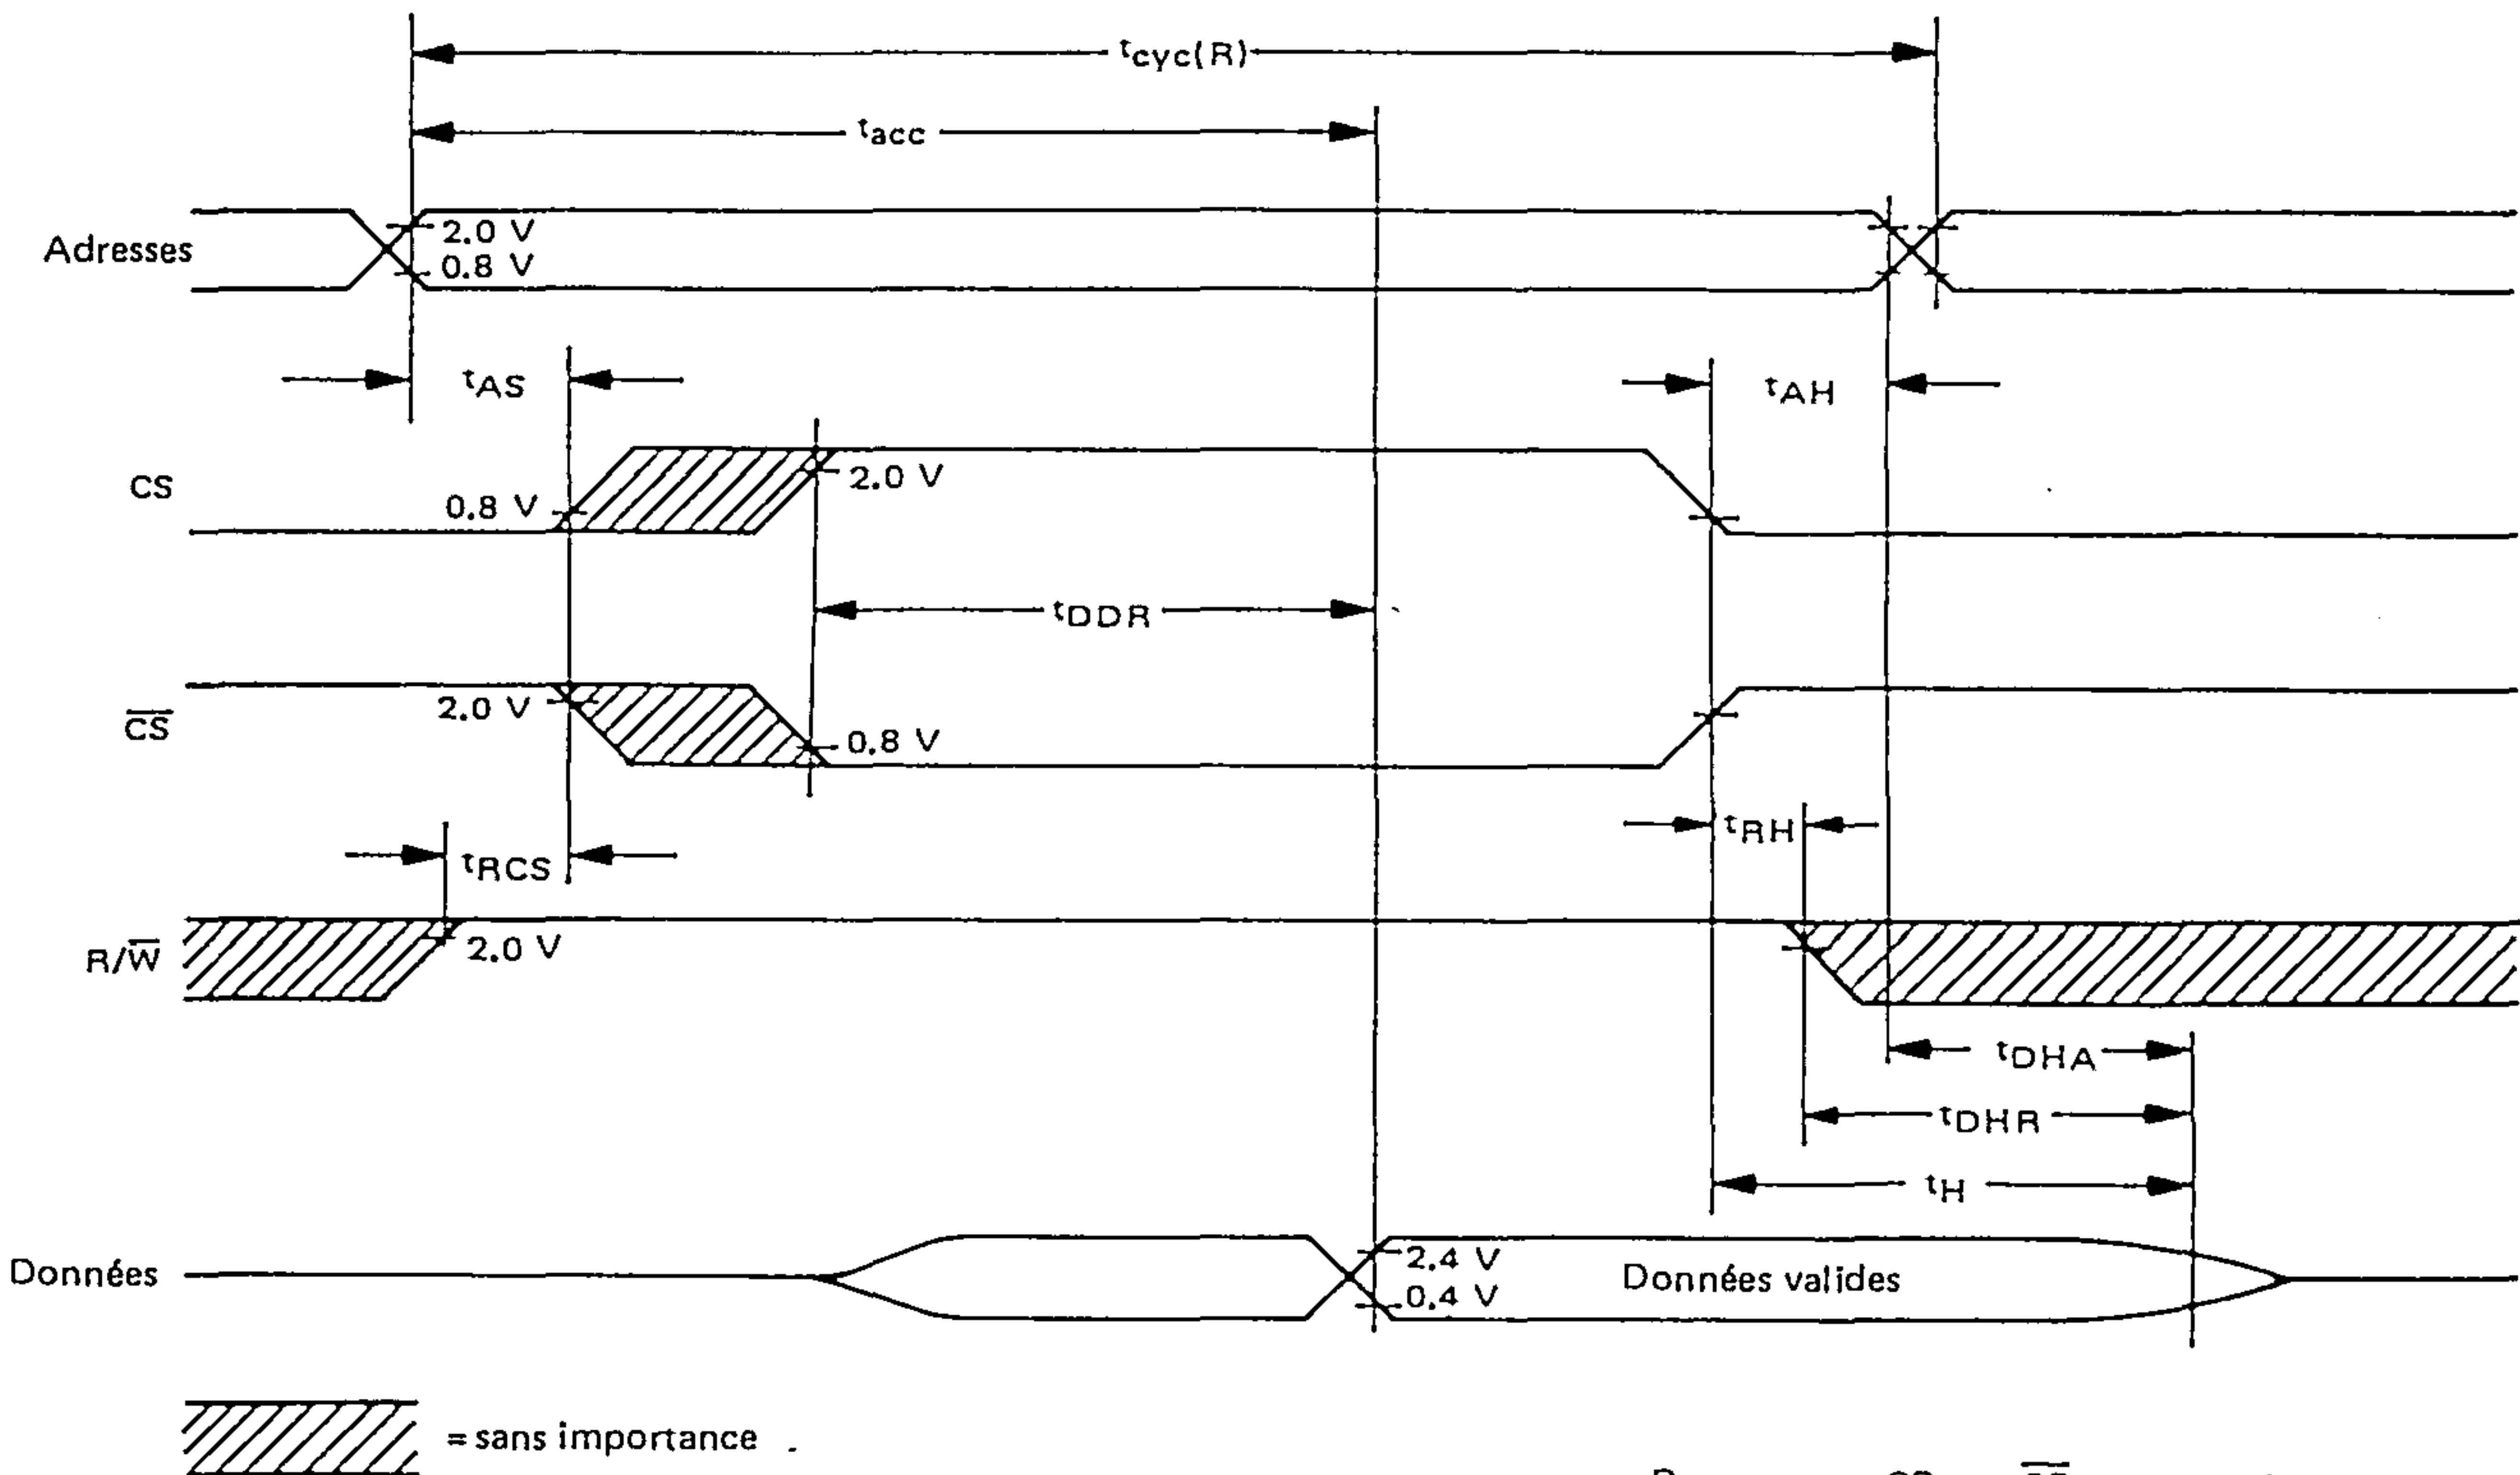 tcyc(R)
tacc
Adresses
2.0 V
0.8 V
tAS
tAH
CS
2.0 V
0.8 V
tDDR
C̅S̅
2.0 V
0.8 V
tRH
tRCS
R/W̅
2.0 V
tDHA
tDHR
tH
Données
2.4 V
0.4 V
Données valides
= sans importance